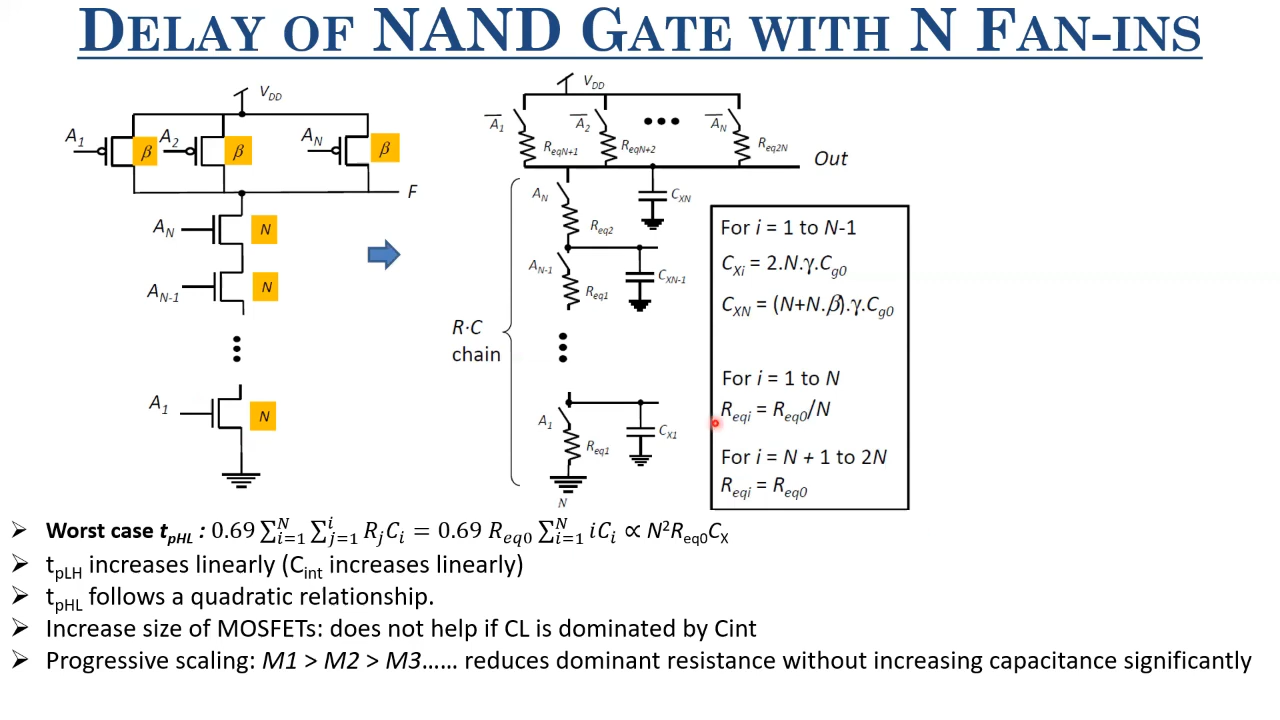 DELAY OF NAND GATE WITH N FAN-INS
V_DD
A_1 β A_2 β A_N β
F
A_N N
A_N-1 N
A_1 N
V_DD
A̅_1 A̅_2 A̅_N
R_eqN+1 R_eqN+2 R_eq2N
Out
A_N C_XN
R_eq2
A_N-1 C_XN-1
R_eq1
R·C
chain
A_1 C_X1
R_eq1
N
For i = 1 to N-1
C_Xi = 2.N.γ.C_g0
C_XN = (N+N.β).γ.C_g0
For i = 1 to N
R_eqi = R_eq0/N
For i = N + 1 to 2N
R_eqi = R_eq0
➢ Worst case t_pHL : 0.69 ∑_{i=1}^{N} ∑_{j=1}^{i} R_jC_i = 0.69 R_eq0 ∑_{i=1}^{N} iC_i ∝ N²R_eq0C_X
➢ t_pLH increases linearly (C_int increases linearly)
➢ t_pHL follows a quadratic relationship.
➢ Increase size of MOSFETs: does not help if CL is dominated by Cint
➢ Progressive scaling: M1 > M2 > M3...... reduces dominant resistance without increasing capacitance significantly